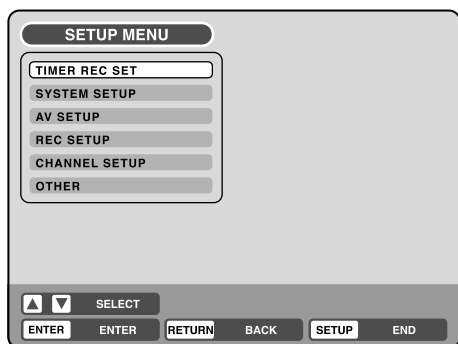 SETUP MENU
TIMER REC SET
SYSTEM SETUP
AV SETUP
REC SETUP
CHANNEL SETUP
OTHER
▲ ▼ SELECT
ENTER ENTER RETURN BACK SETUP END